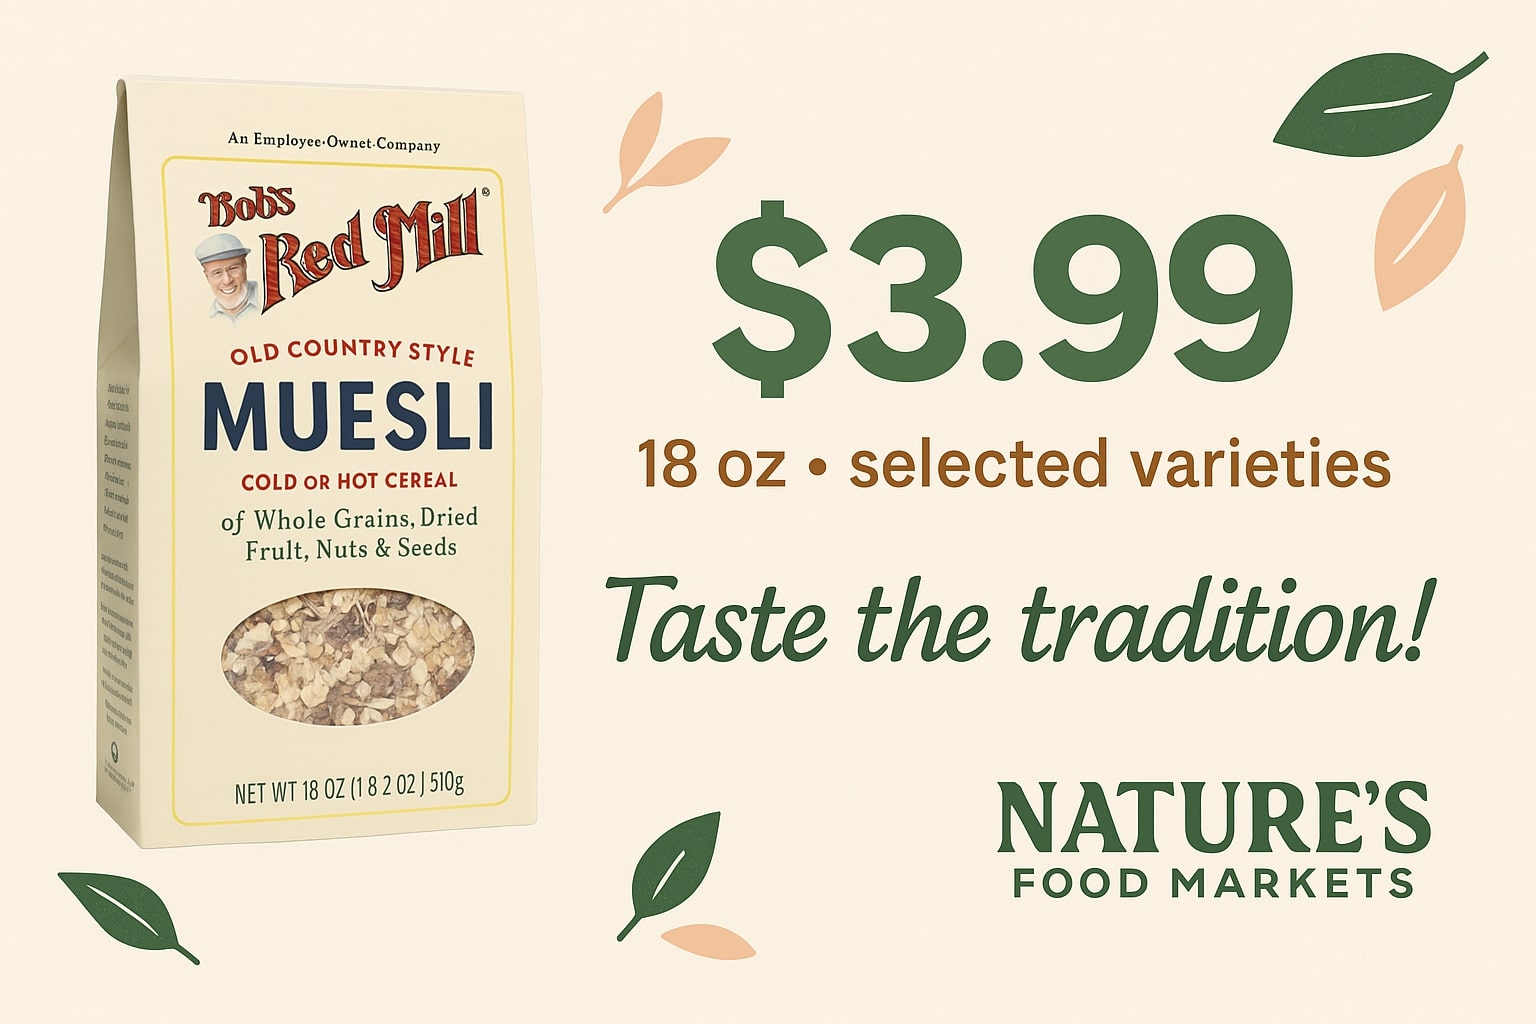 An Employee·Ownet·Company
Bob's
Red Mill®
OLD COUNTRY STYLE
MUESLI
COLD OR HOT CEREAL
of Whole Grains, Dried
Fruit, Nuts & Seeds
NET WT 18 OZ (1 8 2 02 ) 510g
$3.99
18 oz • selected varieties
Taste the tradition!
NATURE'S
FOOD MARKETS